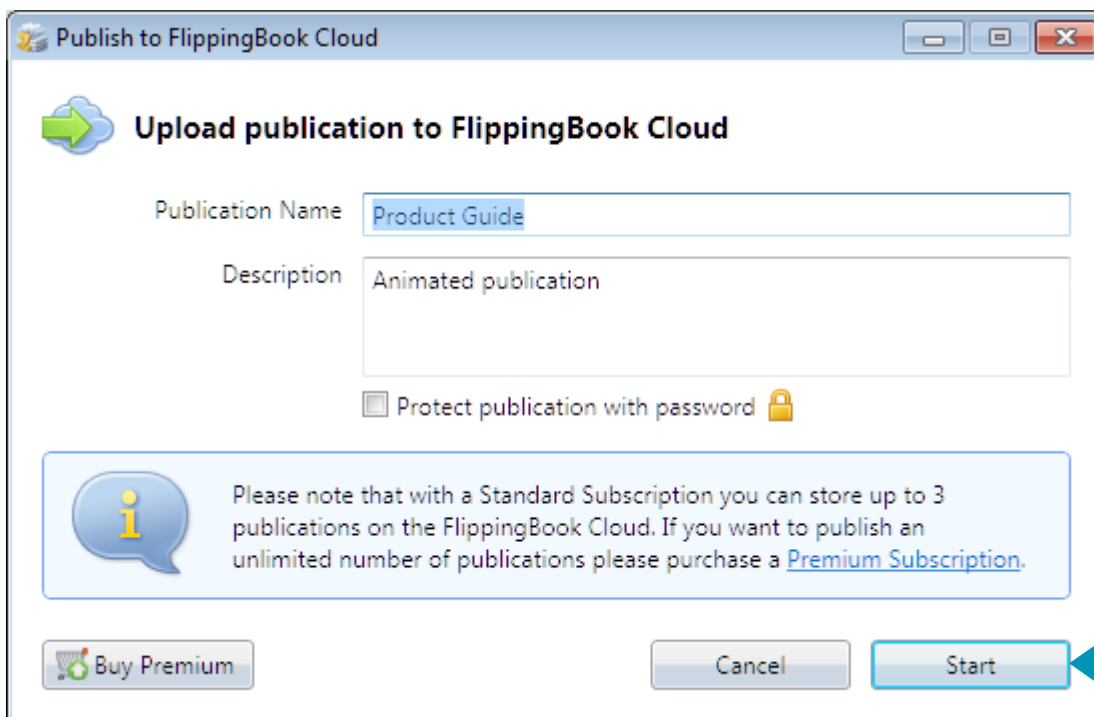 Publish to FlippingBook Cloud
Upload publication to FlippingBook Cloud
Publication Name
Product Guide
Description
Animated publication
Protect publication with password
Please note that with a Standard Subscription you can store up to 3
publications on the FlippingBook Cloud. If you want to publish an
unlimited number of publications please purchase a Premium Subscription.
Buy Premium
Cancel
Start